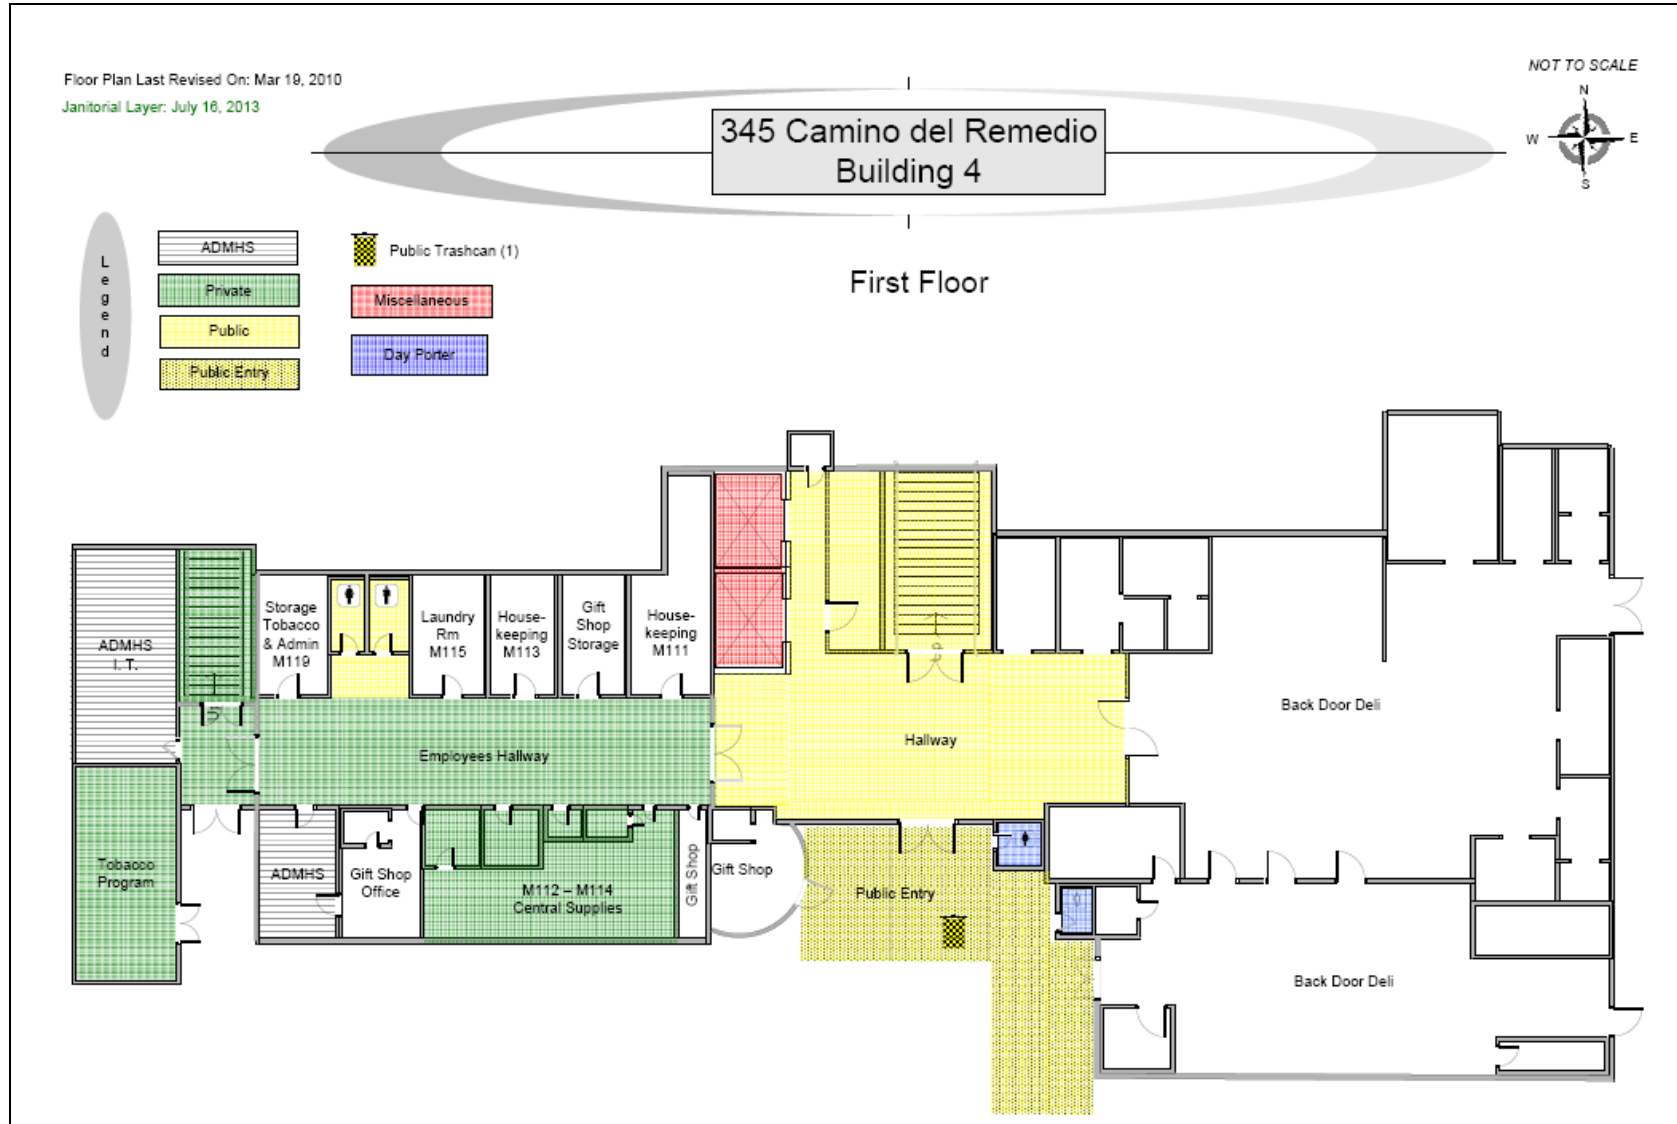 Floor Plan Last Revised On: Mar 19, 2010
Janitorial Layer: July 16, 2013
NOT TO SCALE
N
W
E
S
345 Camino del Remedio
Building 4
First Floor
Legend
ADMHS
Private
Public
Public Entry
Public Trashcan (1)
Miscellaneous
Day Porter
ADMHS
I. T.
Storage
Tobacco
& Admin
M119
Laundry
Rm
M115
House-
keeping
M113
Gift
Shop
Storage
House-
keeping
M111
Employees Hallway
Hallway
Back Door Deli
Tobacco
Program
ADMHS
Gift Shop
Office
M112 – M114
Central Supplies
Gift Shop
Gift Shop
Public Entry
Back Door Deli